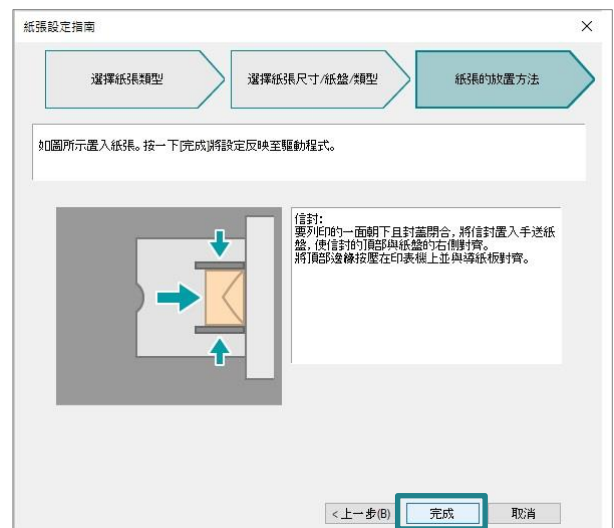 紙張設定指南
選擇紙張類型
選擇紙張尺寸/紙盤/類型
紙張的放置方法
如圖所示置入紙張。按一下[完成]將設定反映至驅動程式。
信封:
要列印的一面朝下且封蓋閉合，將信封置入手送紙
盤，使信封的頂部與紙盤的右側對齊。
將頂部邊緣按壓在印表機上並與導紙板對齊。
<上一步(B)
完成
取消